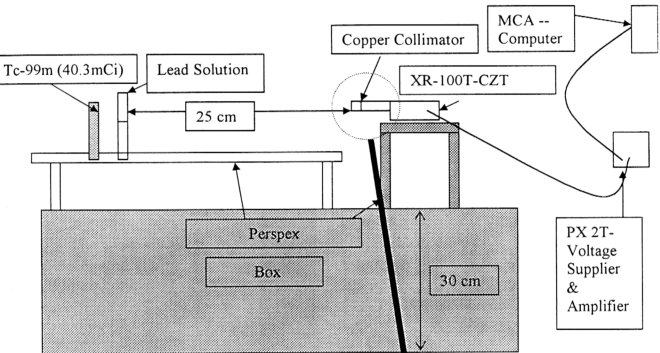 MCA --
Computer
Copper Collimator
Tc-99m (40.3mCi)
Lead Solution
XR-100T-CZT
25 cm
Perspex
Box
30 cm
PX 2T-
Voltage
Supplier
&
Amplifier